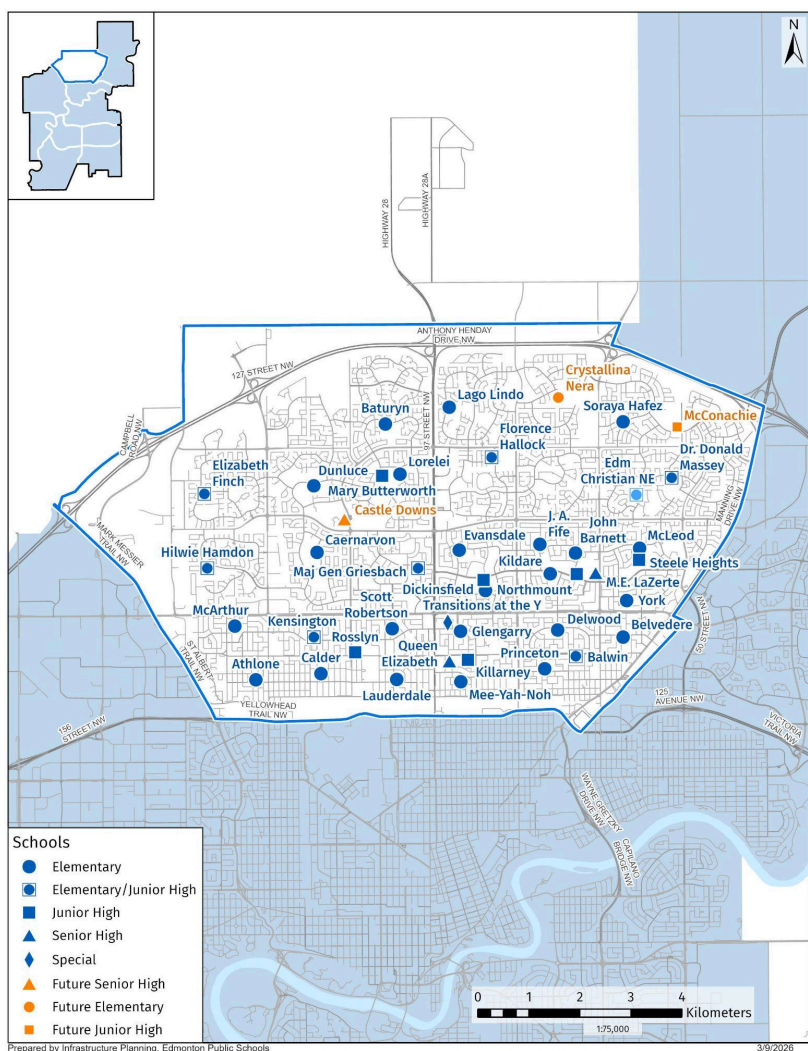 N
HIGHWAY 28
HIGHWAY 28A
ANTHONY HENDAY
DRIVE NW
127 STREET NW
CAMPBELL
ROAD NW
97 STREET NW
Crystallina
Nera
Lago Lindo
Baturyn
Soraya Hafez
McConachie
Florence
Hallock
Dr. Donald
Massey
Edm
Christian NE
Elizabeth
Finch
Dunluce
Lorelei
Mary Butterworth
Castle Downs
MANNING
DRIVE NW
MARK MESSIER
TRAIL NW
J. A.
Fife
John
Barnett
McLeod
Evansdale
Caernarvon
Hilwie Hamdon
Maj Gen Griesbach
Kildare
Steele Heights
Dickinsfield
Northmount
M.E. LaZerte
Transitions at the Y
York
50 STREET NW
Scott
Robertson
McArthur
Kensington
Rosslyn
Glengarry
Delwood
Belvedere
ST ALBERT
TRAIL NW
Queen
Elizabeth
Princeton
Balwin
Athlone
Calder
Killarney
Lauderdale
Mee-Yah-Noh
125
AVENUE NW
YELLOWHEAD
TRAIL NW
156
STREET NW
VICTORIA
TRAIL NW
WAYNE GRETZKY
DRIVE NW
CAPILANO
BRIDGE NW
Schools
Elementary
Elementary/Junior High
Junior High
Senior High
Special
Future Senior High
Future Elementary
Future Junior High
0 1 2 3 4
Kilometers
1:75,000
Prepared by Infrastructure Planning, Edmonton Public Schools
3/9/2026